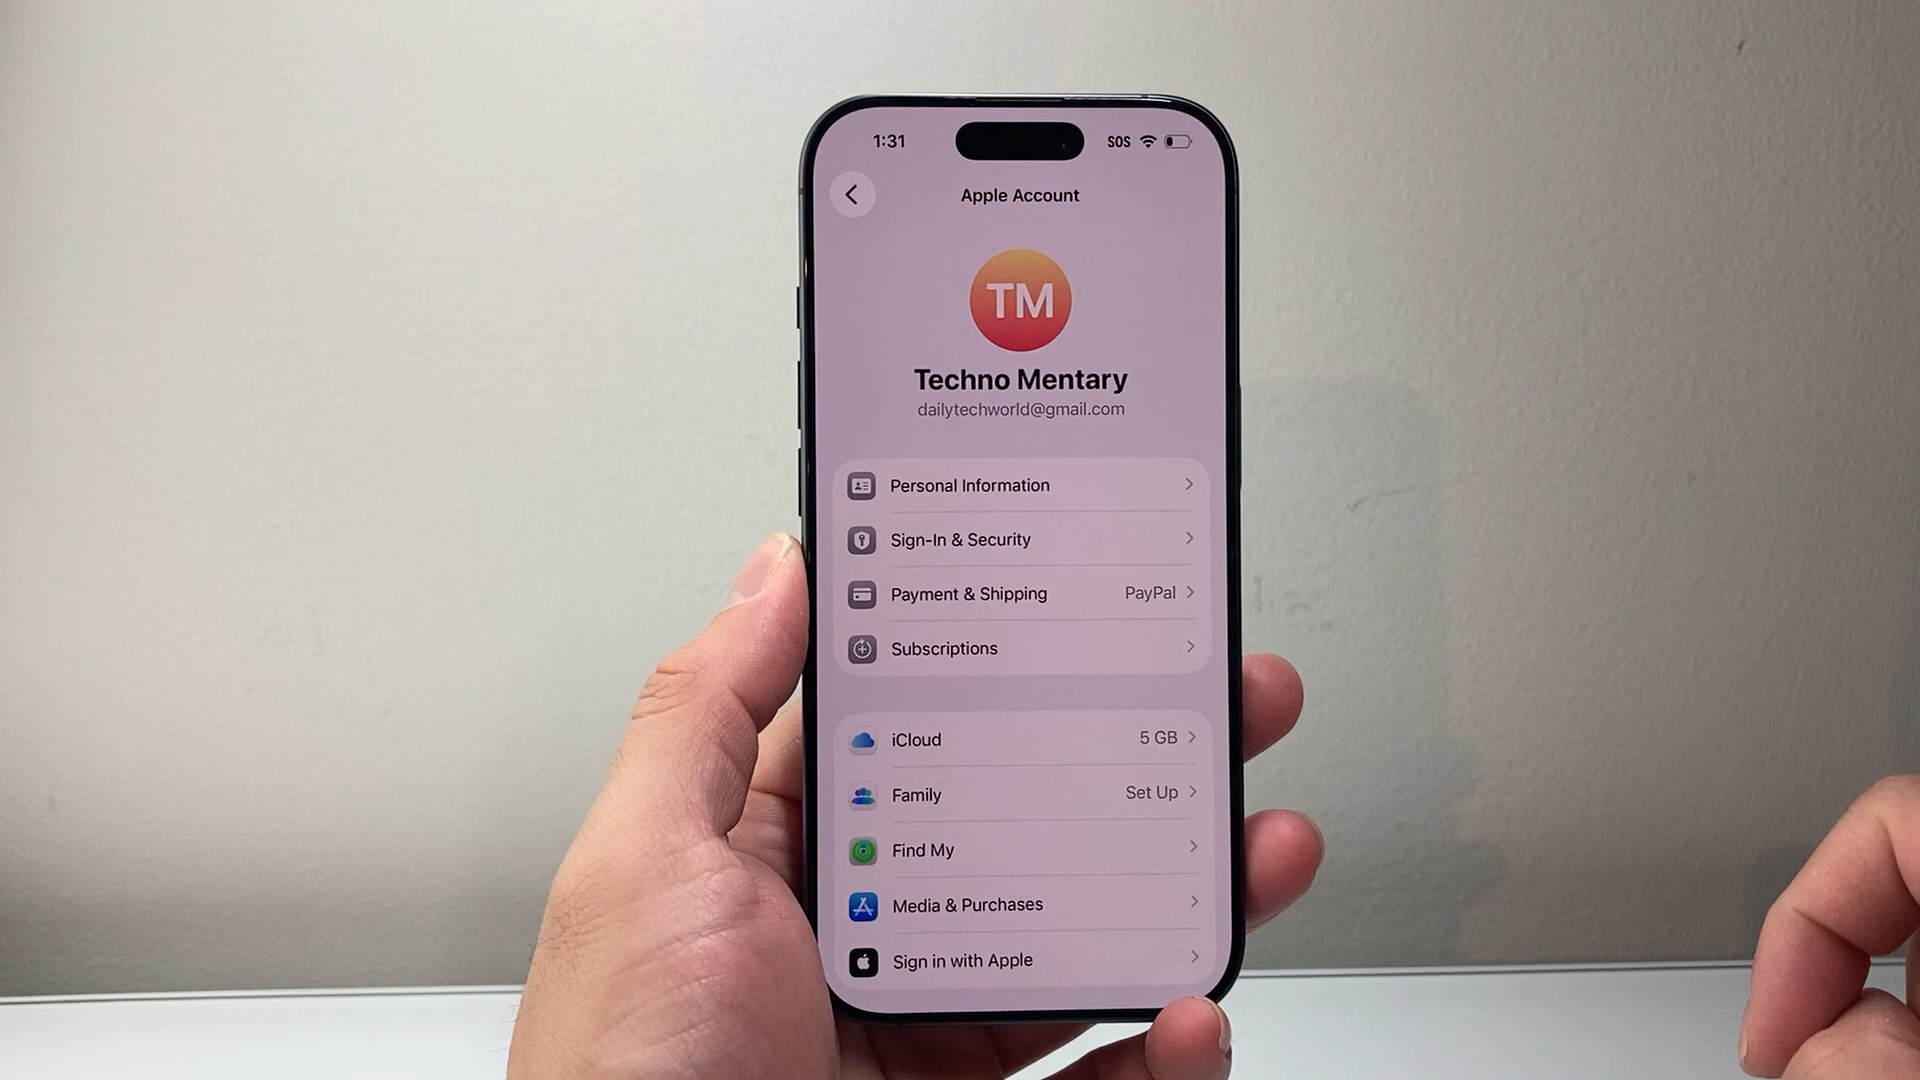 1:31 SOS
Apple Account
TM
Techno Mentary
dailytechworld@gmail.com
Personal Information
Sign-In & Security
Payment & Shipping PayPal
Subscriptions
iCloud 5 GB
Family Set Up
Find My
Media & Purchases
Sign in with Apple